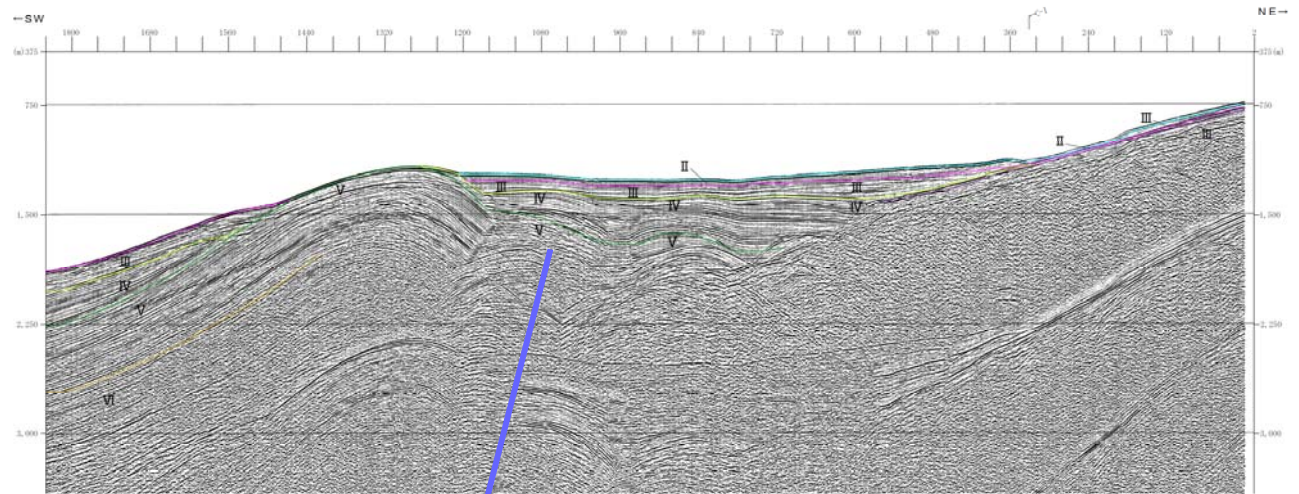 ←SW
NE→
1800 1680 1560 1440 1320 1200 1080 960 840 720 600 480 360 240 120 2
(m)375 375(m)
750 750
II III
III
V II
III III III
IV IV IV
1,500 1,500
V V
III
IV
V
2,250 2,250
VI
3,000 3,000